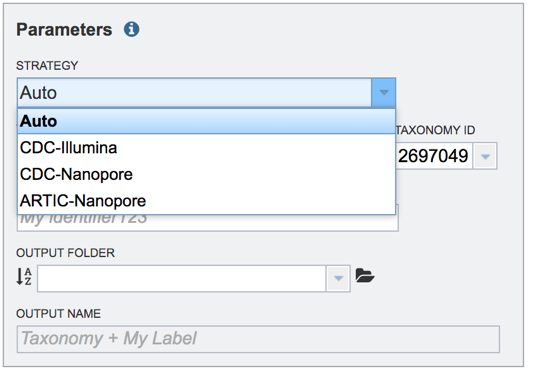 Parameters
STRATEGY
Auto
Auto
CDC-Illumina
TAXONOMY ID
CDC-Nanopore
2697049
ARTIC-Nanopore
My identifier123
OUTPUT FOLDER
A
Z
OUTPUT NAME
Taxonomy + My Label